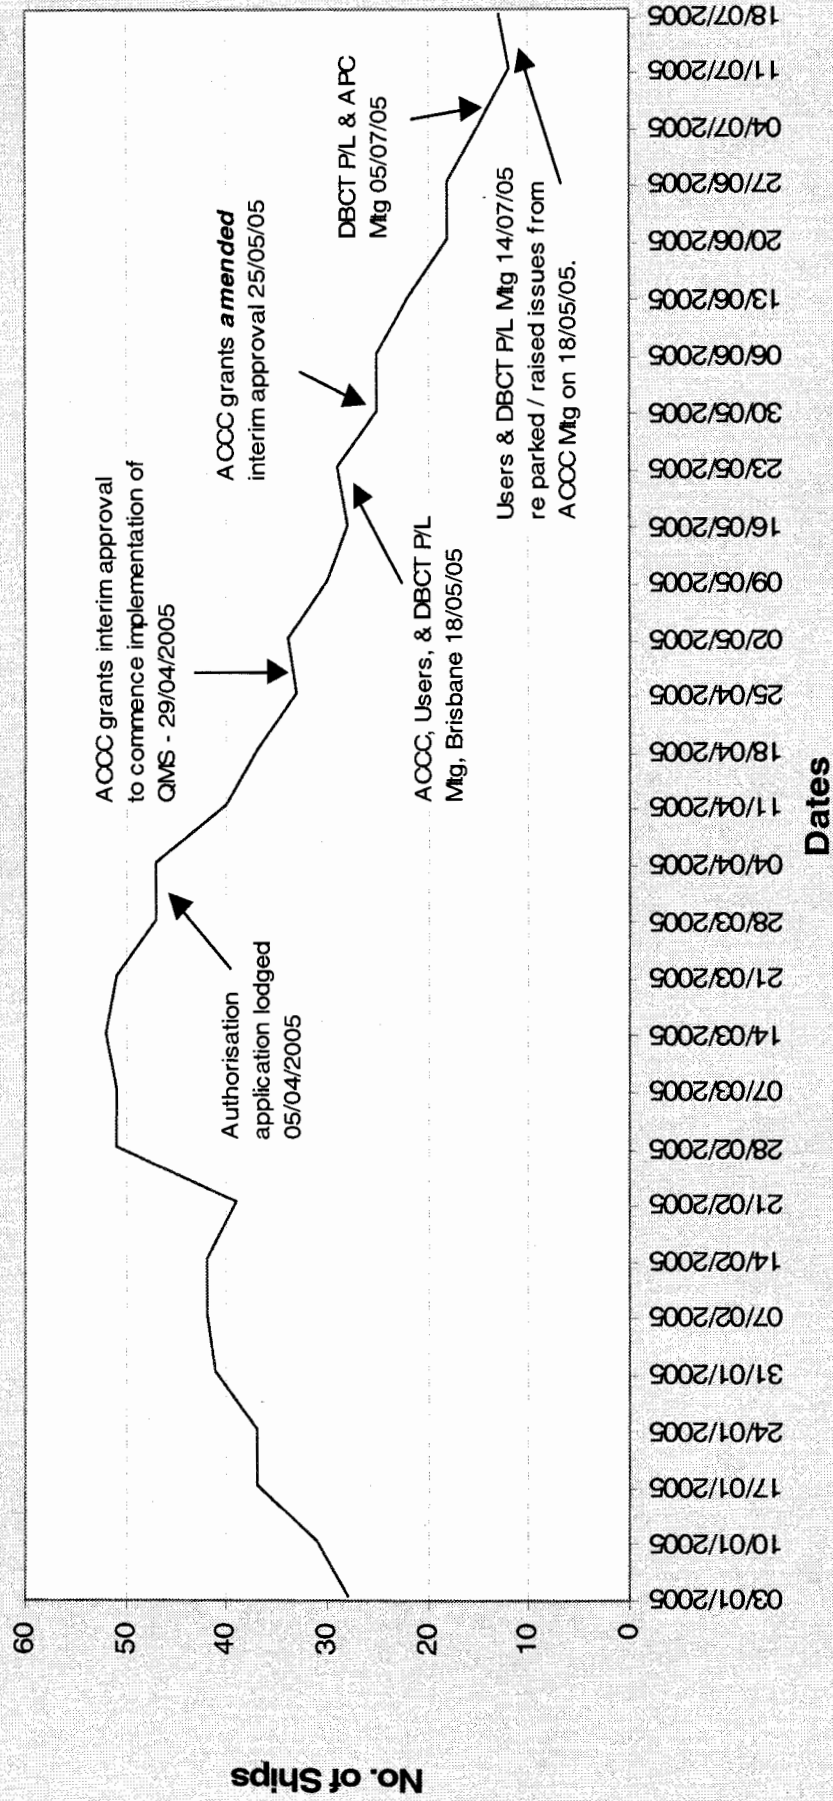 60
50
40
30
20
10
0
No. of Ships
Authorisation
application lodged
05/04/2005
ACCC grants interim approval
to commence implementation of
QMS - 29/04/2005
ACCC, Users, & DBCT P/L
Mtg, Brisbane 18/05/05
ACCC grants amended
interim approval 25/05/05
DBCT P/L & APC
Mtg 05/07/05
Users & DBCT P/L Mtg 14/07/05
re parked / raised issues from
ACCC Mtg on 18/05/05.
03/01/2005
10/01/2005
17/01/2005
24/01/2005
31/01/2005
07/02/2005
14/02/2005
21/02/2005
28/02/2005
07/03/2005
14/03/2005
21/03/2005
28/03/2005
04/04/2005
11/04/2005
18/04/2005
25/04/2005
02/05/2005
09/05/2005
16/05/2005
23/05/2005
30/05/2005
06/06/2005
13/06/2005
20/06/2005
27/06/2005
04/07/2005
11/07/2005
18/07/2005
Dates